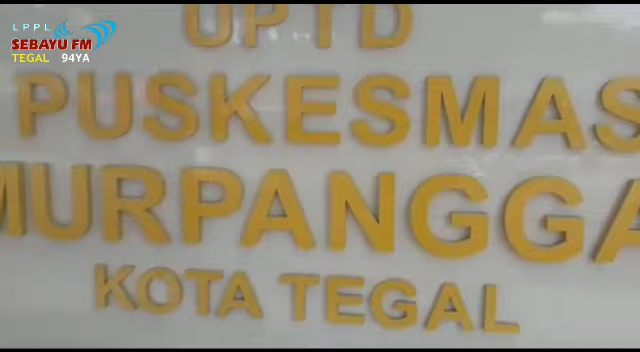 LPPL
SEBAYU FM
TEGAL 94YA
UPTD
PUSKESMAS
MURPANGGA
KOTA TEGAL